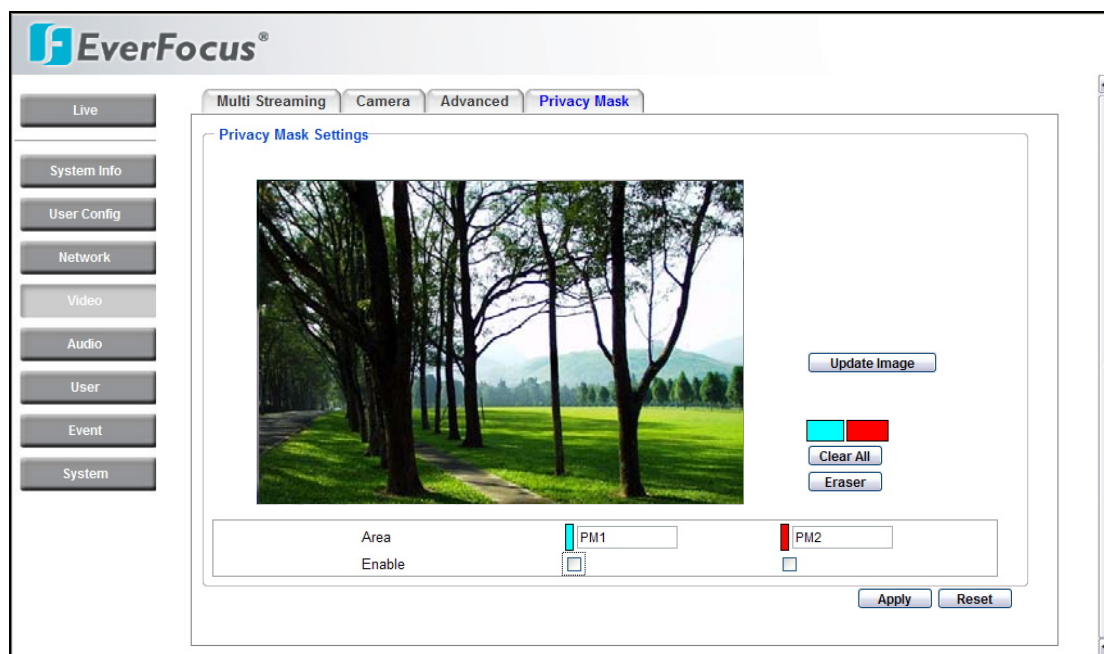 EverFocus®
Live
System Info
User Config
Network
Video
Audio
User
Event
System
Multi Streaming Camera Advanced Privacy Mask
Privacy Mask Settings
Update Image
Clear All
Eraser
Area PM1 PM2
Enable
Apply Reset